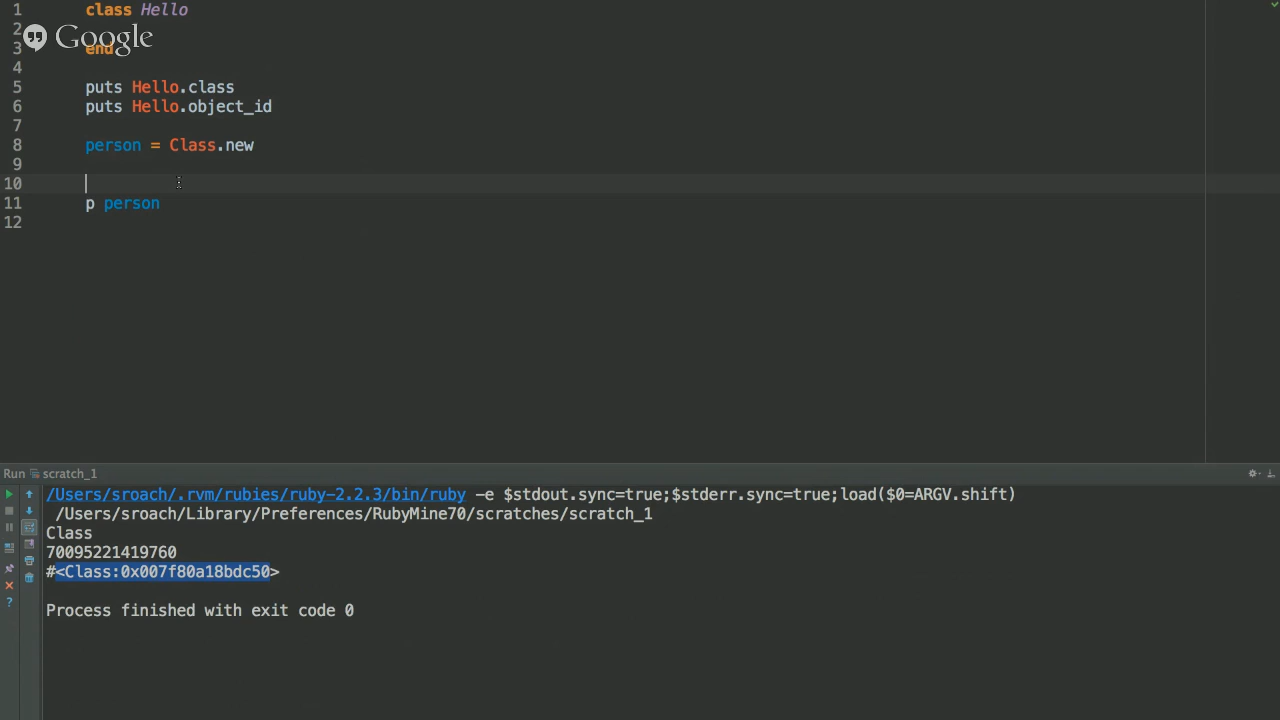 1 class Hello
2
Google
3 end
4
5 puts Hello.class
6 puts Hello.object_id
7
8 person = Class.new
9
10
11 p person
12
Run scratch_1
/Users/sroach/.rvm/rubies/ruby-2.2.3/bin/ruby -e $stdout.sync=true;$stderr.sync=true;load($0=ARGV.shift)
/Users/sroach/Library/Preferences/RubyMine70/scratches/scratch_1
Class
70095221419760
#<Class:0x007f80a18bdc50>
Process finished with exit code 0